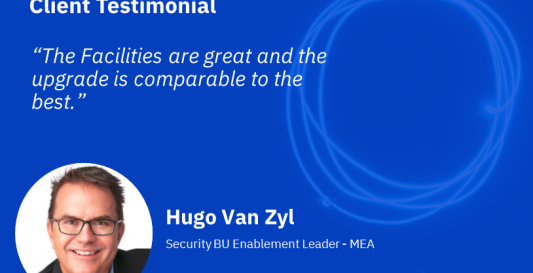 Client Testimonial
“The Facilities are great and the
upgrade is comparable to the
best.”
Hugo Van Zyl
Security BU Enablement Leader - MEA